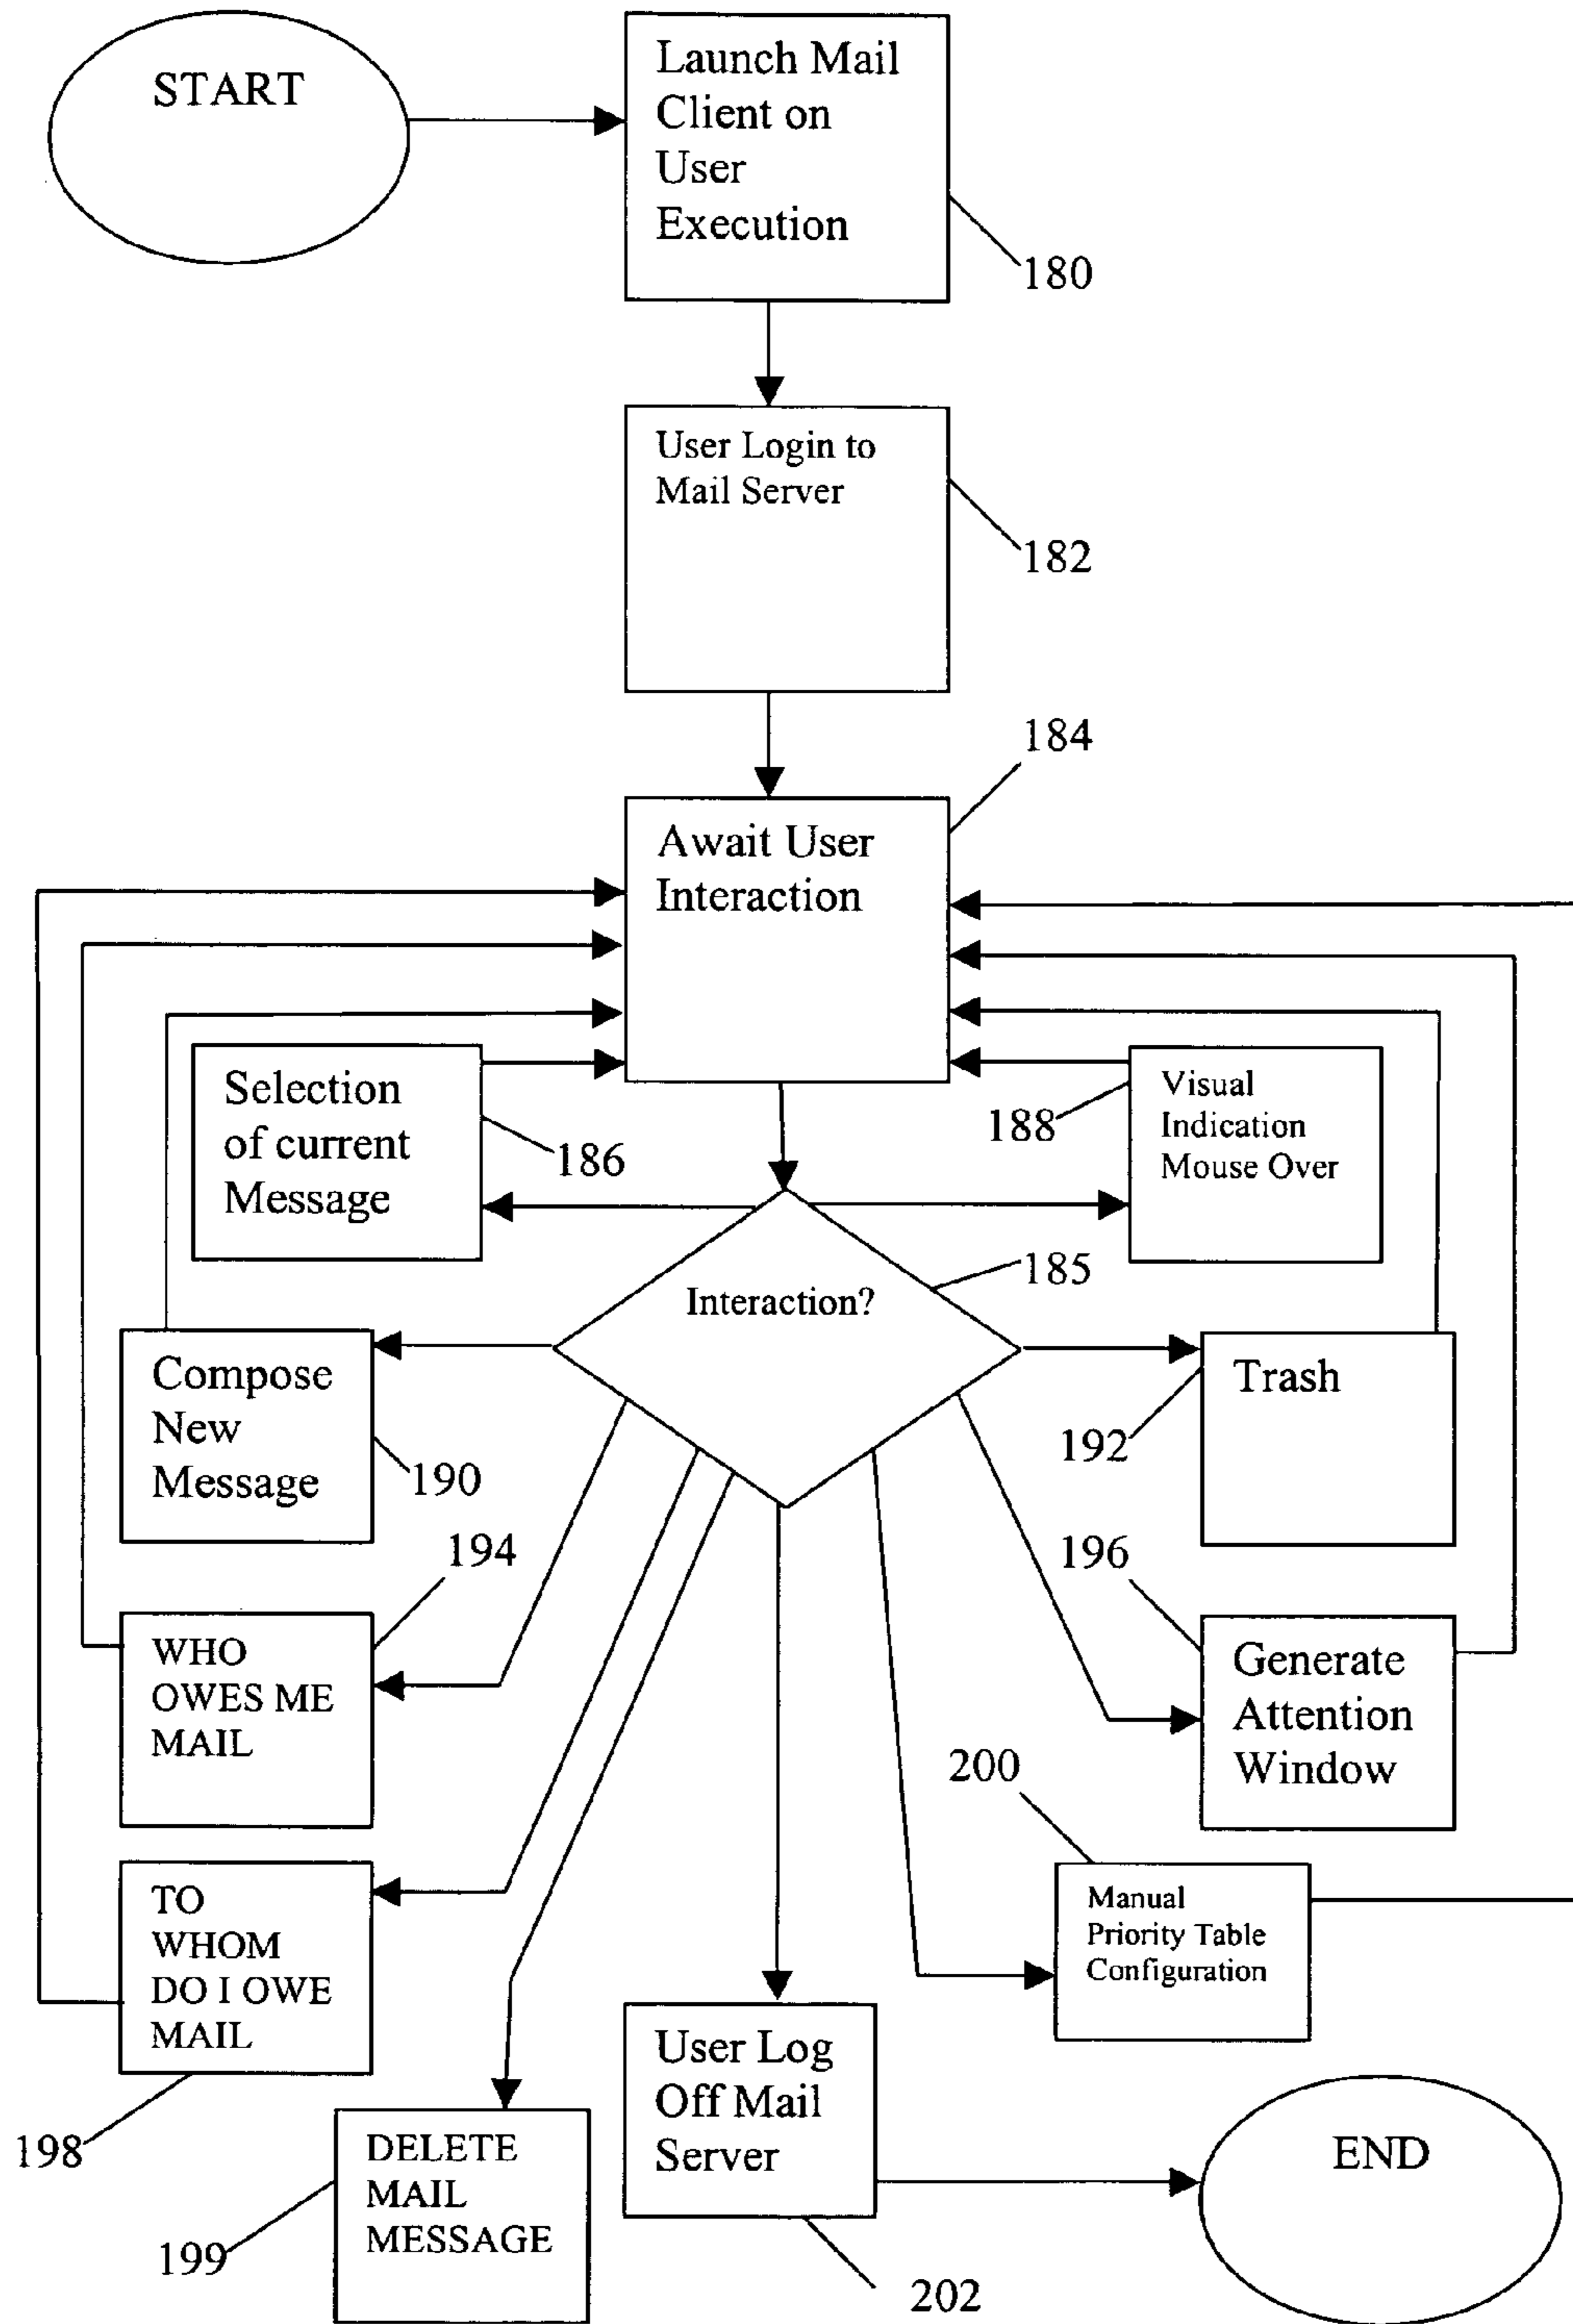 START
Launch Mail
Client on
User
Execution
180
User Login to
Mail Server
182
184
Await User
Interaction
Selection
of current
Message
186
188
Visual
Indication
Mouse Over
Interaction?
185
Compose
New
Message
190
Trash
192
194
WHO
OWES ME
MAIL
196
Generate
Attention
Window
200
Manual
Priority Table
Configuration
TO
WHOM
DO I OWE
MAIL
198
DELETE
MAIL
MESSAGE
199
User Log
Off Mail
Server
202
END